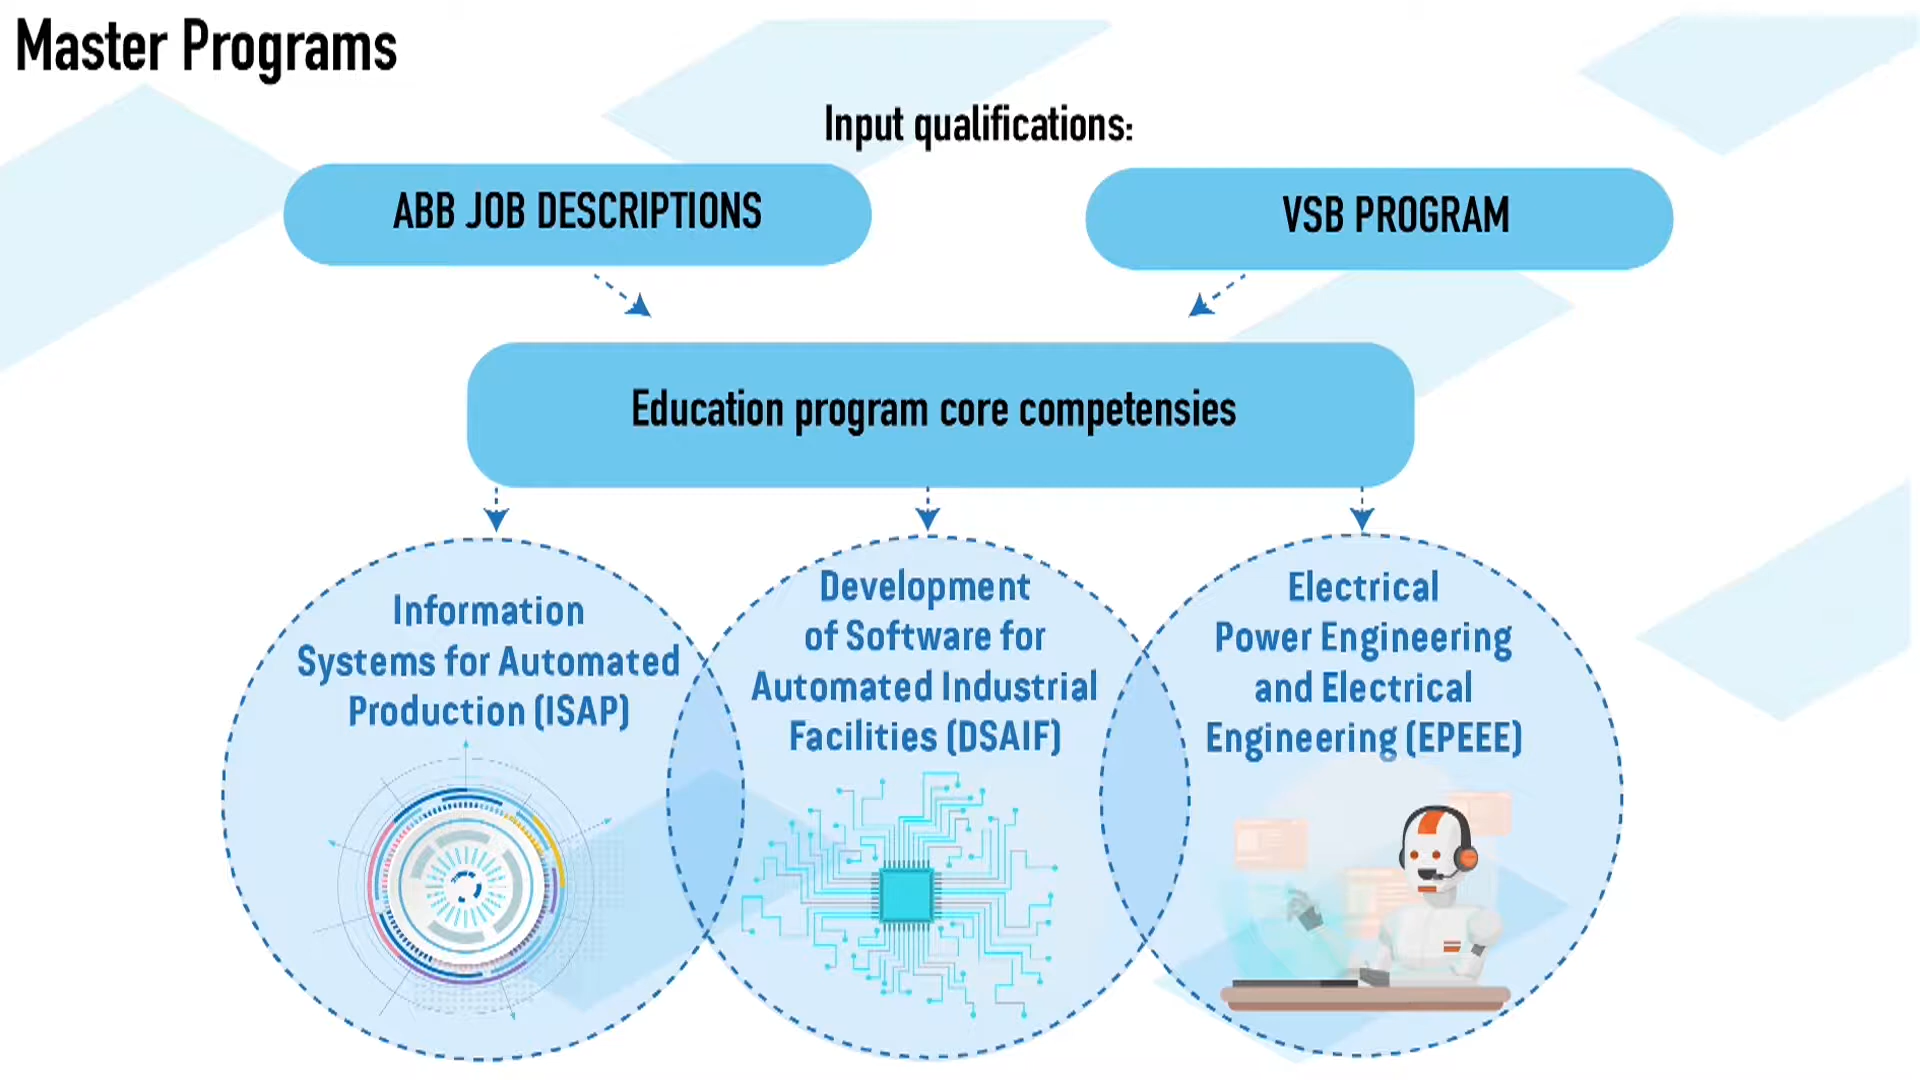 Master Programs
Input qualifications:
ABB JOB DESCRIPTIONS
VSB PROGRAM
Education program core competensies
Information
Systems for Automated
Production (ISAP)
Development
of Software for
Automated Industrial
Facilities (DSAIF)
Electrical
Power Engineering
and Electrical
Engineering (EPEEE)